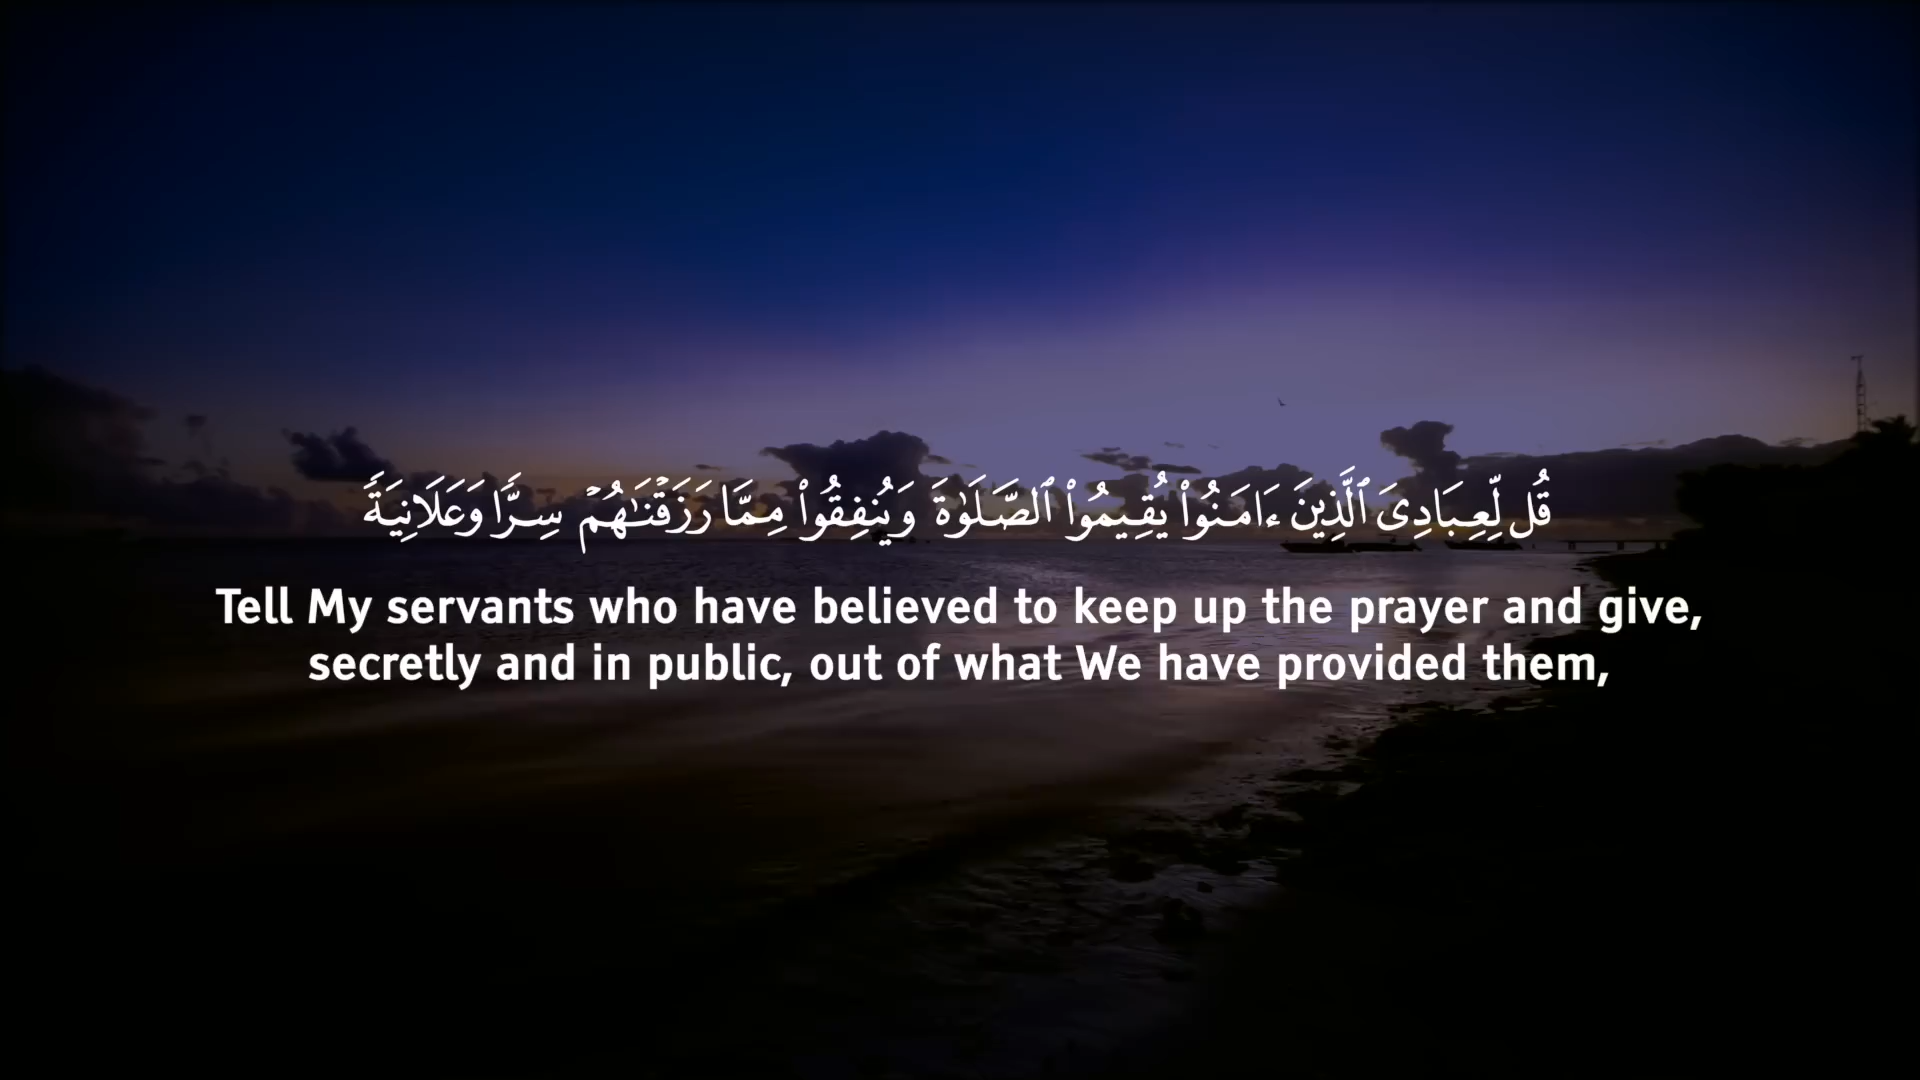 قُل لِّعِبَادِىَ ٱلَّذِينَ ءَامَنُوا۟ يُقِيمُوا۟ ٱلصَّلَوٰةَ وَيُنفِقُوا۟ مِمَّا رَزَقْنَـٰهُمْ سِرًّا وَعَلَانِيَةً
Tell My servants who have believed to keep up the prayer and give,
secretly and in public, out of what We have provided them,